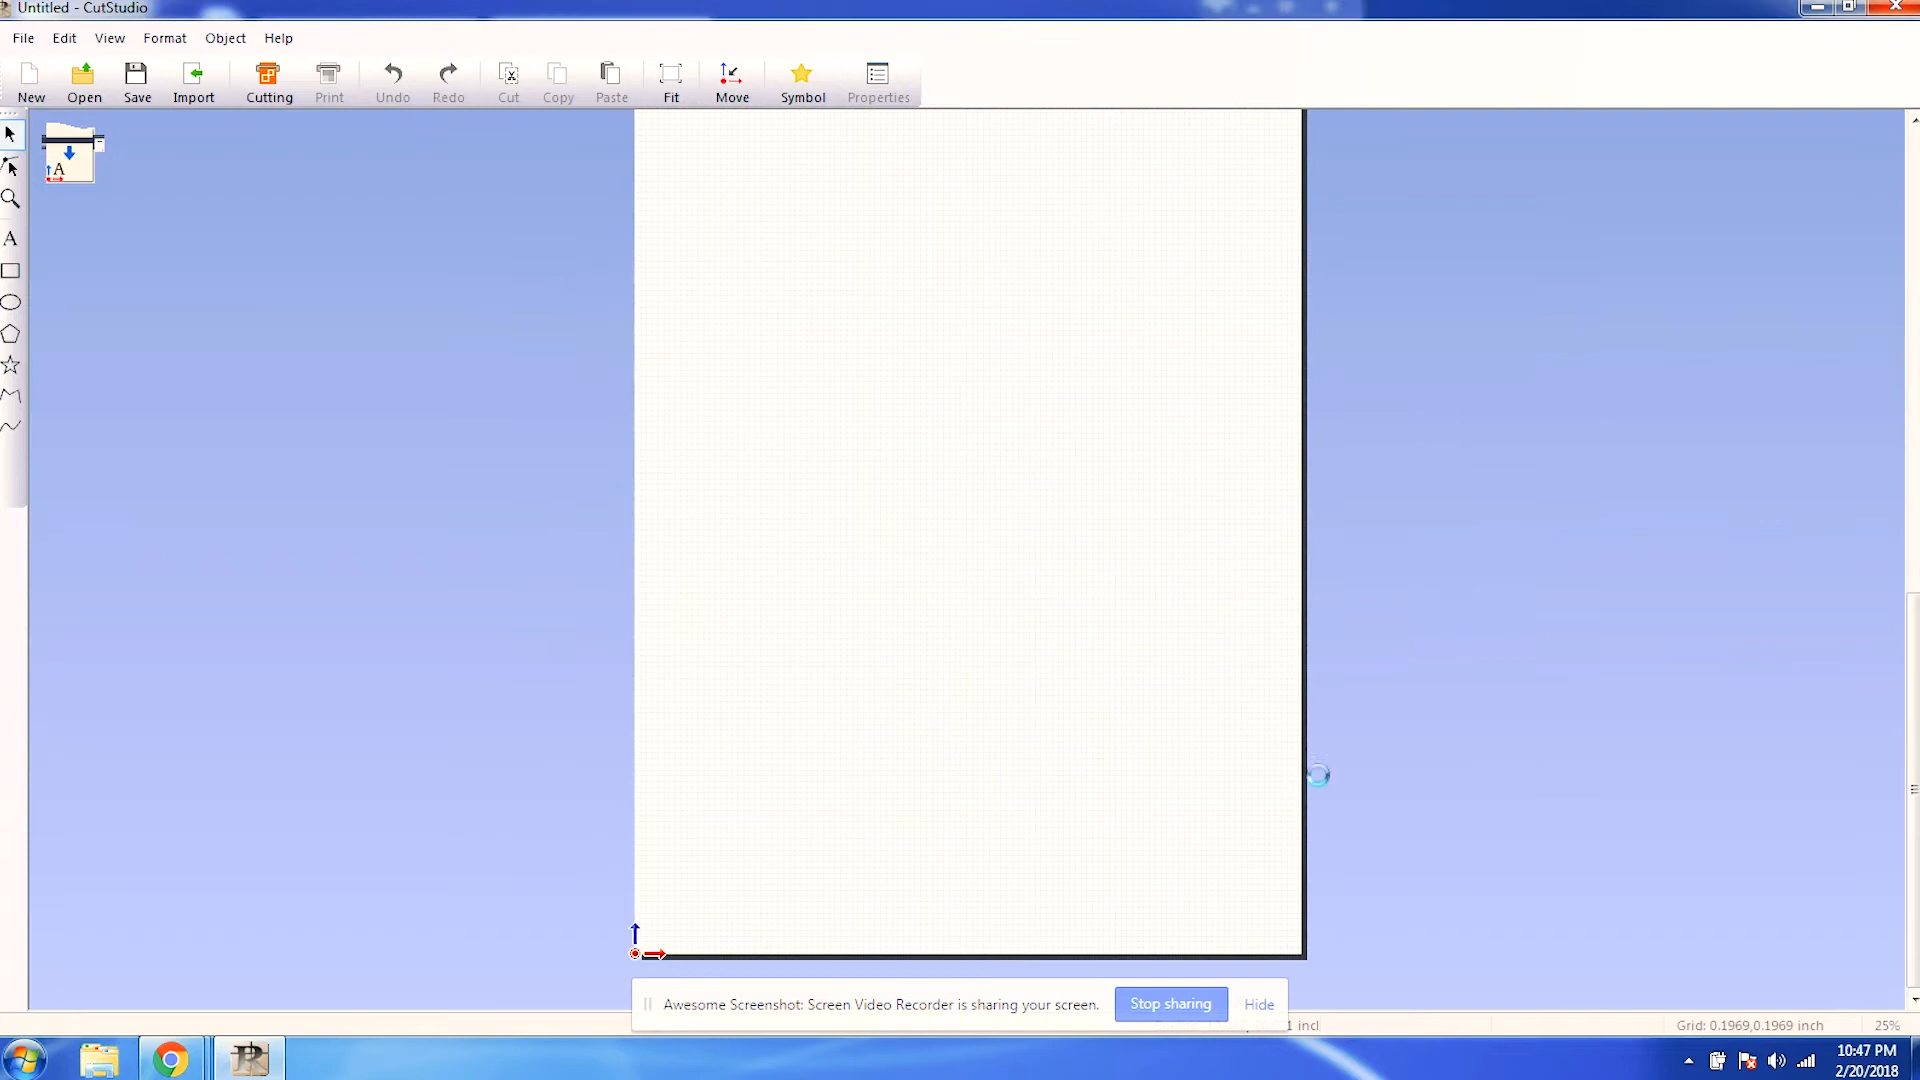 Untitled - CutStudio
File Edit View Format Object Help
New Open Save Import Cutting Print Undo Redo Cut Copy Paste Fit Move Symbol Properties
A
A
Awesome Screenshot: Screen Video Recorder is sharing your screen. Stop sharing Hide
1 incl
Grid: 0.1969,0.1969 inch 25%
10:47 PM
2/20/2018